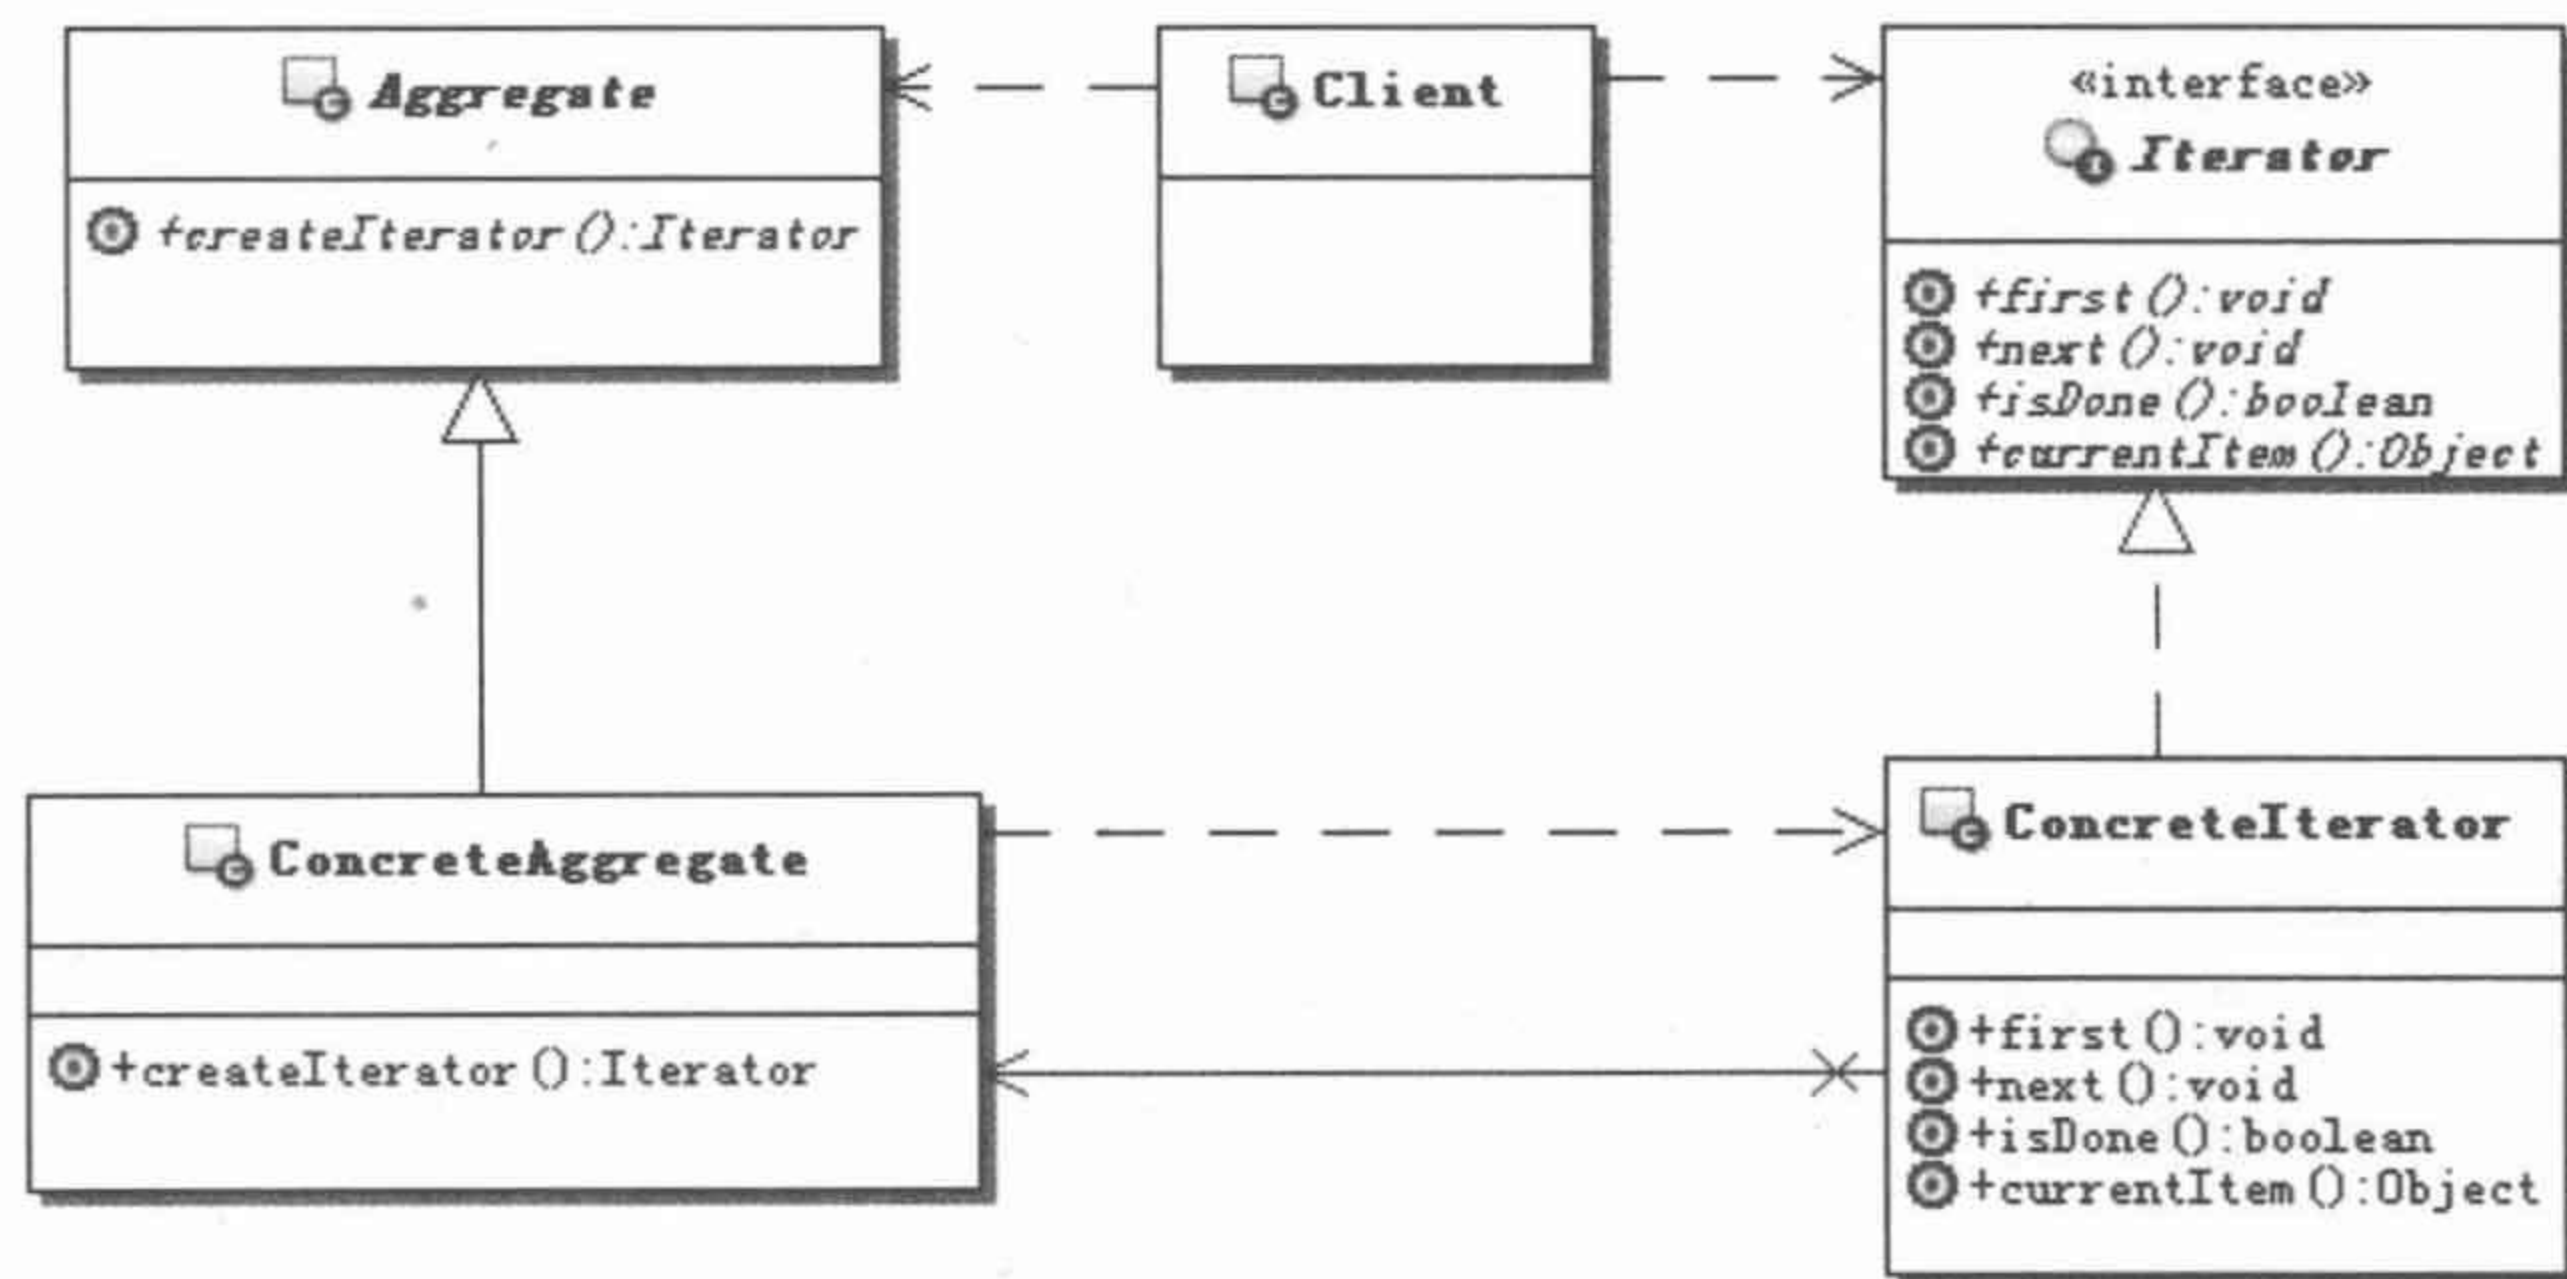 Aggregate
+createIterator():Iterator
Client
«interface»
Iterator
+first():void
+next():void
+isDone():boolean
+currentItem():Object
ConcreteAggregate
+createIterator():Iterator
ConcreteIterator
+first():void
+next():void
+isDone():boolean
+currentItem():Object